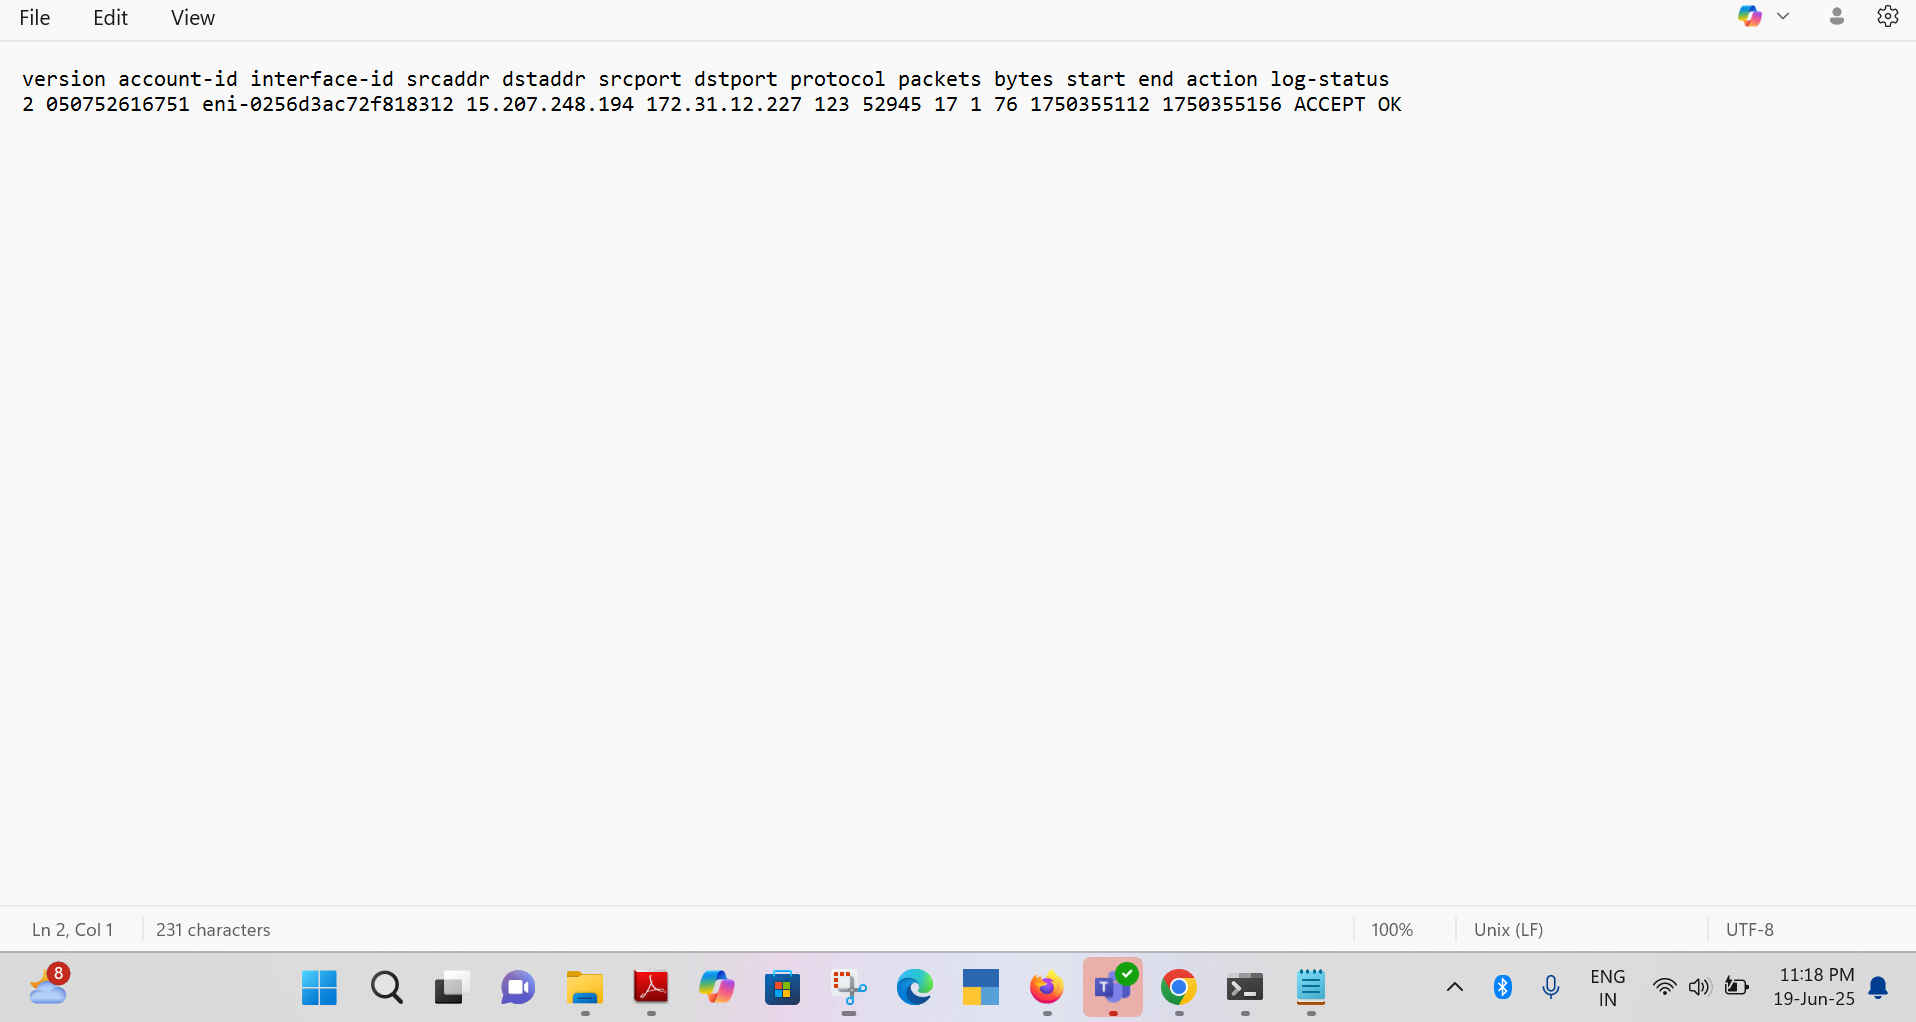 File Edit View
version account-id interface-id srcaddr dstaddr srcport dstport protocol packets bytes start end action log-status
2 050752616751 eni-0256d3ac72f818312 15.207.248.194 172.31.12.227 123 52945 17 1 76 1750355112 1750355156 ACCEPT OK
Ln 2, Col 1 231 characters 100% Unix (LF) UTF-8
8
T
ENG
IN
11:18 PM
19-Jun-25